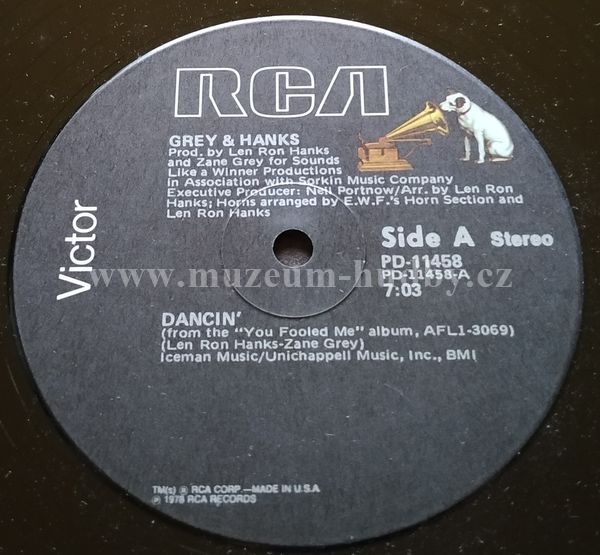 RCA
GREY & HANKS
Prod. by Len Ron Hanks
and Zane Grey for Sounds
Like a Winner Productions
in Association with Sorkin Music Company
Executive Producer: Neil Portnow/Arr. by Len Ron
Hanks; Horns arranged by E.W.F.'s Horn Section and
Len Ron Hanks
Victor
Side A Stereo
PD-11458
PD-11458-A
7:03
www.muzeum-hudby.cz
DANCIN'
(from the "You Fooled Me" album, AFL1-3069)
(Len Ron Hanks-Zane Grey)
Iceman Music/Unichappell Music, Inc., BMI
TM(s) ® RCA CORP.—MADE IN U.S.A.
℗ 1978 RCA RECORDS